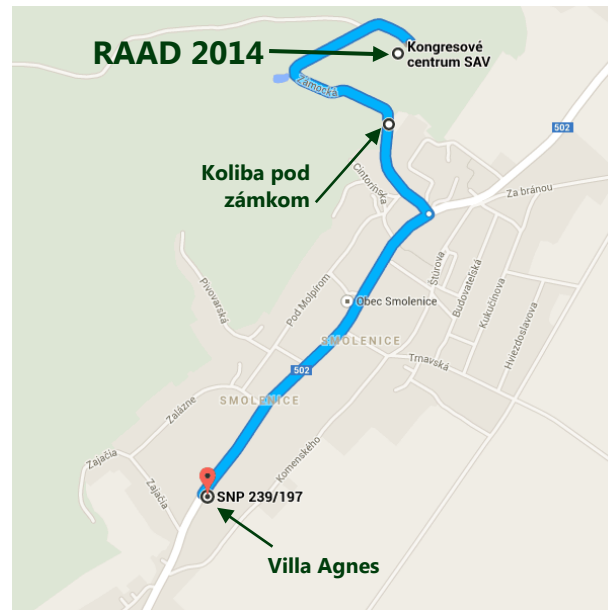 RAAD 2014
Kongresové
centrum SAV
Zámocká
502
Koliba pod
zámkom
Cintorínska
Za bránou
Štúrova
Budovateľská
Kukučínova
Hviezdoslavova
Pivovarská
Pod Molpírom
Obec Smolenice
SMOLENICE
Trnavská
502
SMOLENICE
Zalázne
Komenského
Zajačia
Zajačia
SNP 239/197
Villa Agnes